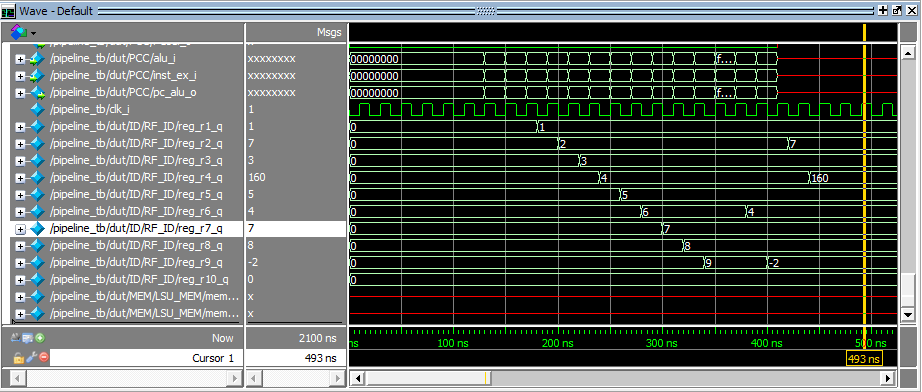 Wave - Default
Msgs
/pipeline_tb/dut/PCC/alu_i xxxxxxxx 00000000 f...
/pipeline_tb/dut/PCC/inst_ex_i xxxxxxxx 00000000
/pipeline_tb/dut/PCC/pc_alu_o xxxxxxxx 00000000 f...
/pipeline_tb/clk_i 1
/pipeline_tb/dut/ID/RF_ID/reg_r1_q 1 0 1
/pipeline_tb/dut/ID/RF_ID/reg_r2_q 7 0 2 7
/pipeline_tb/dut/ID/RF_ID/reg_r3_q 3 0 3
/pipeline_tb/dut/ID/RF_ID/reg_r4_q 160 0 4 160
/pipeline_tb/dut/ID/RF_ID/reg_r5_q 5 0 5
/pipeline_tb/dut/ID/RF_ID/reg_r6_q 4 0 6 4
/pipeline_tb/dut/ID/RF_ID/reg_r7_q 7 0 7
/pipeline_tb/dut/ID/RF_ID/reg_r8_q 8 0 8
/pipeline_tb/dut/ID/RF_ID/reg_r9_q -2 0 9 -2
/pipeline_tb/dut/ID/RF_ID/reg_r10_q 0 0
/pipeline_tb/dut/MEM/LSU_MEM/mem... x
/pipeline_tb/dut/MEM/LSU_MEM/mem... x
Now 2100 ns ns 100 ns 200 ns 300 ns 400 ns 500 ns
Cursor 1 493 ns 493 ns